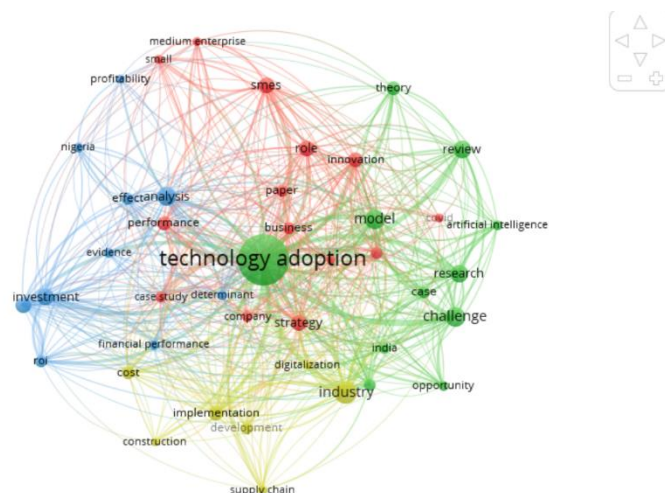 medium enterprise
small
profitability
smes
theory
nigeria
role
innovation
review
effect
analysis
paper
performance
business
model
covid
artificial intelligence
evidence
technology adoption
research
investment
case study
determinant
case
company
strategy
challenge
financial performance
india
roi
cost
digitalization
industry
opportunity
implementation
development
construction
supply chain